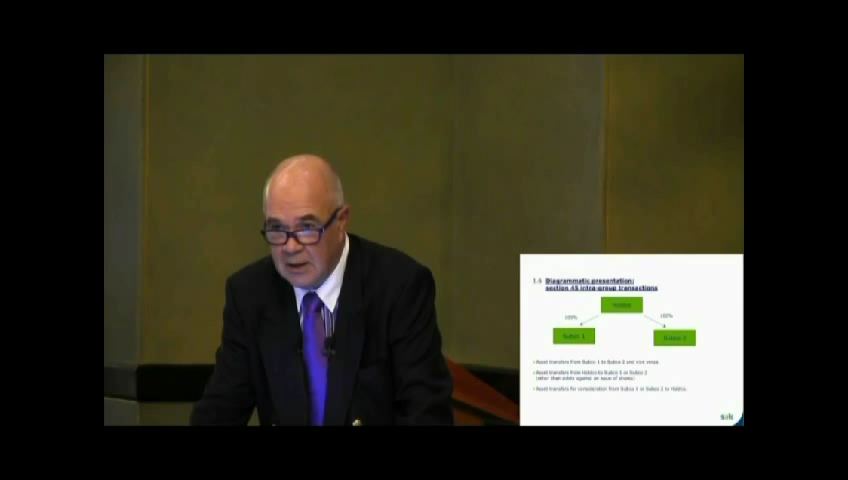 1.5 Diagrammatic presentation:
section 45 intra-group transactions
Holdco
100%
100%
Subco 1
Subco 2
Asset transfers from Subco 1 to Subco 2 and vice versa.
Asset transfers from Holdco to Subco 1 or Subco 2
(other than assets against an issue of shares)
Asset transfers for consideration from Subco 1 or Subco 2 to Holdco.